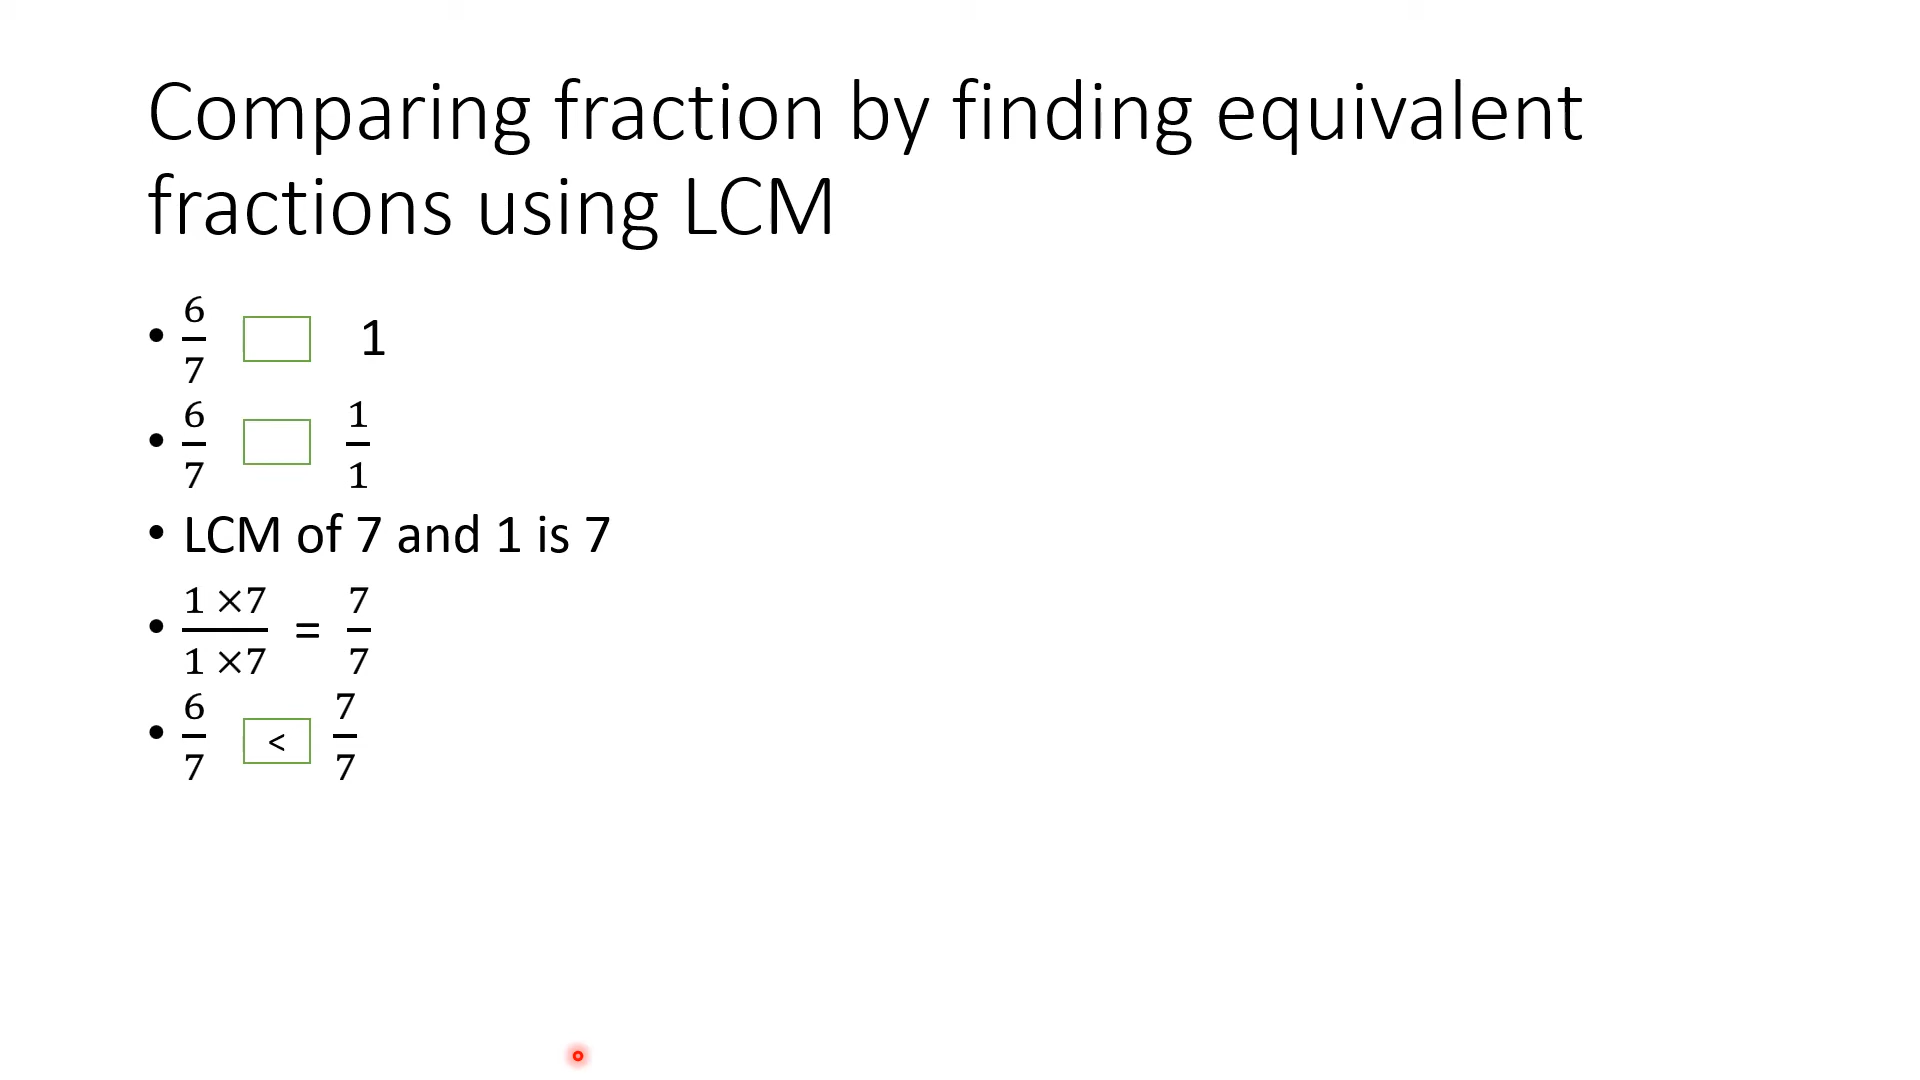 Comparing fraction by finding equivalent
fractions using LCM
• 6/7 1
• 6/7 1/1
• LCM of 7 and 1 is 7
• 1 ×7/1 ×7 = 7/7
• 6/7 < 7/7